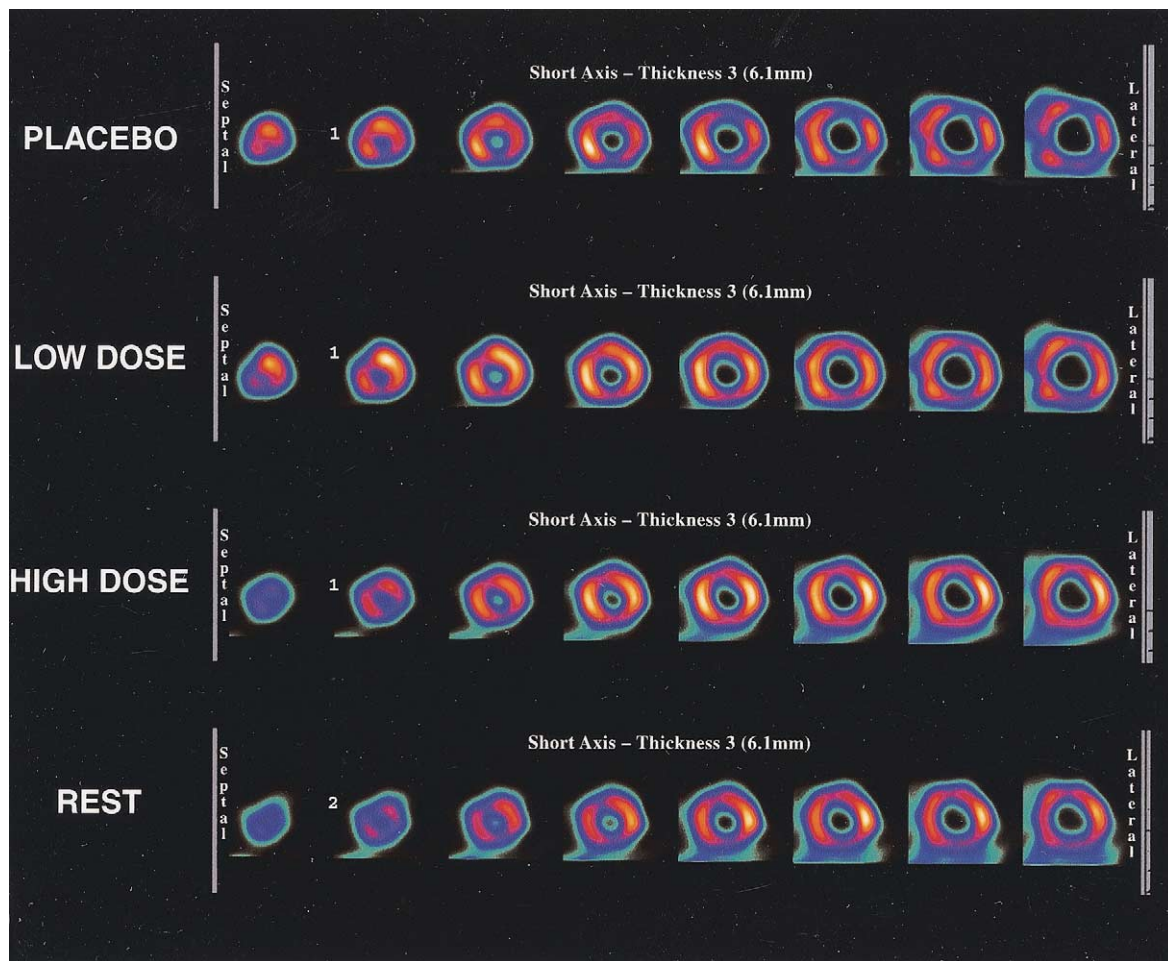 PLACEBO
Short Axis – Thickness 3 (6.1mm)
Septal
1
Lateral
LOW DOSE
Short Axis – Thickness 3 (6.1mm)
Septal
1
Lateral
HIGH DOSE
Short Axis – Thickness 3 (6.1mm)
Septal
1
Lateral
REST
Short Axis – Thickness 3 (6.1mm)
Septal
2
Lateral